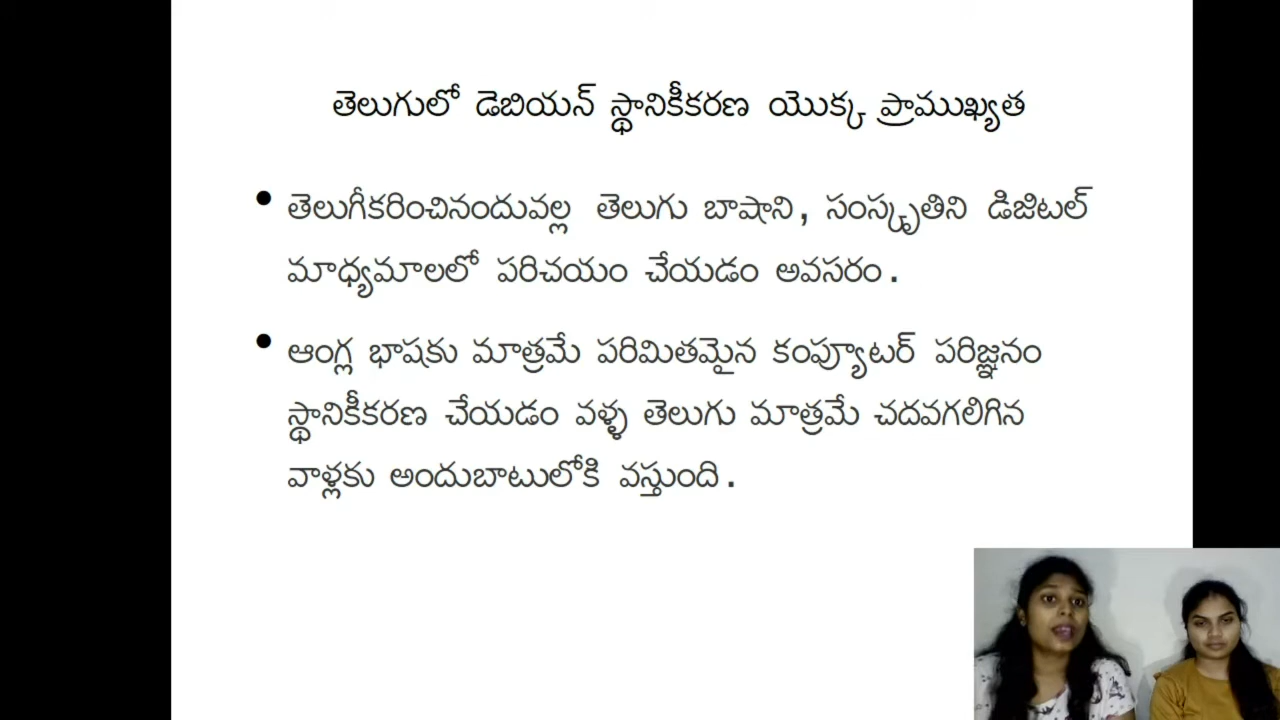 తెలుగులో డెబియన్ స్థానికీకరణ యొక్క ప్రాముఖ్యత
• తెలుగీకరించినందువల్ల తెలుగు బాషాని, సంస్కృతిని డిజిటల్
మాధ్యమాలలో పరిచయం చేయడం అవసరం.
• ఆంగ్ల భాషకు మాత్రమే పరిమితమైన కంప్యూటర్ పరిజ్ఞనం
స్థానికీకరణ చేయడం వళ్ళ తెలుగు మాత్రమే చదవగలిగిన
వాళ్లకు అందుబాటులోకి వస్తుంది.